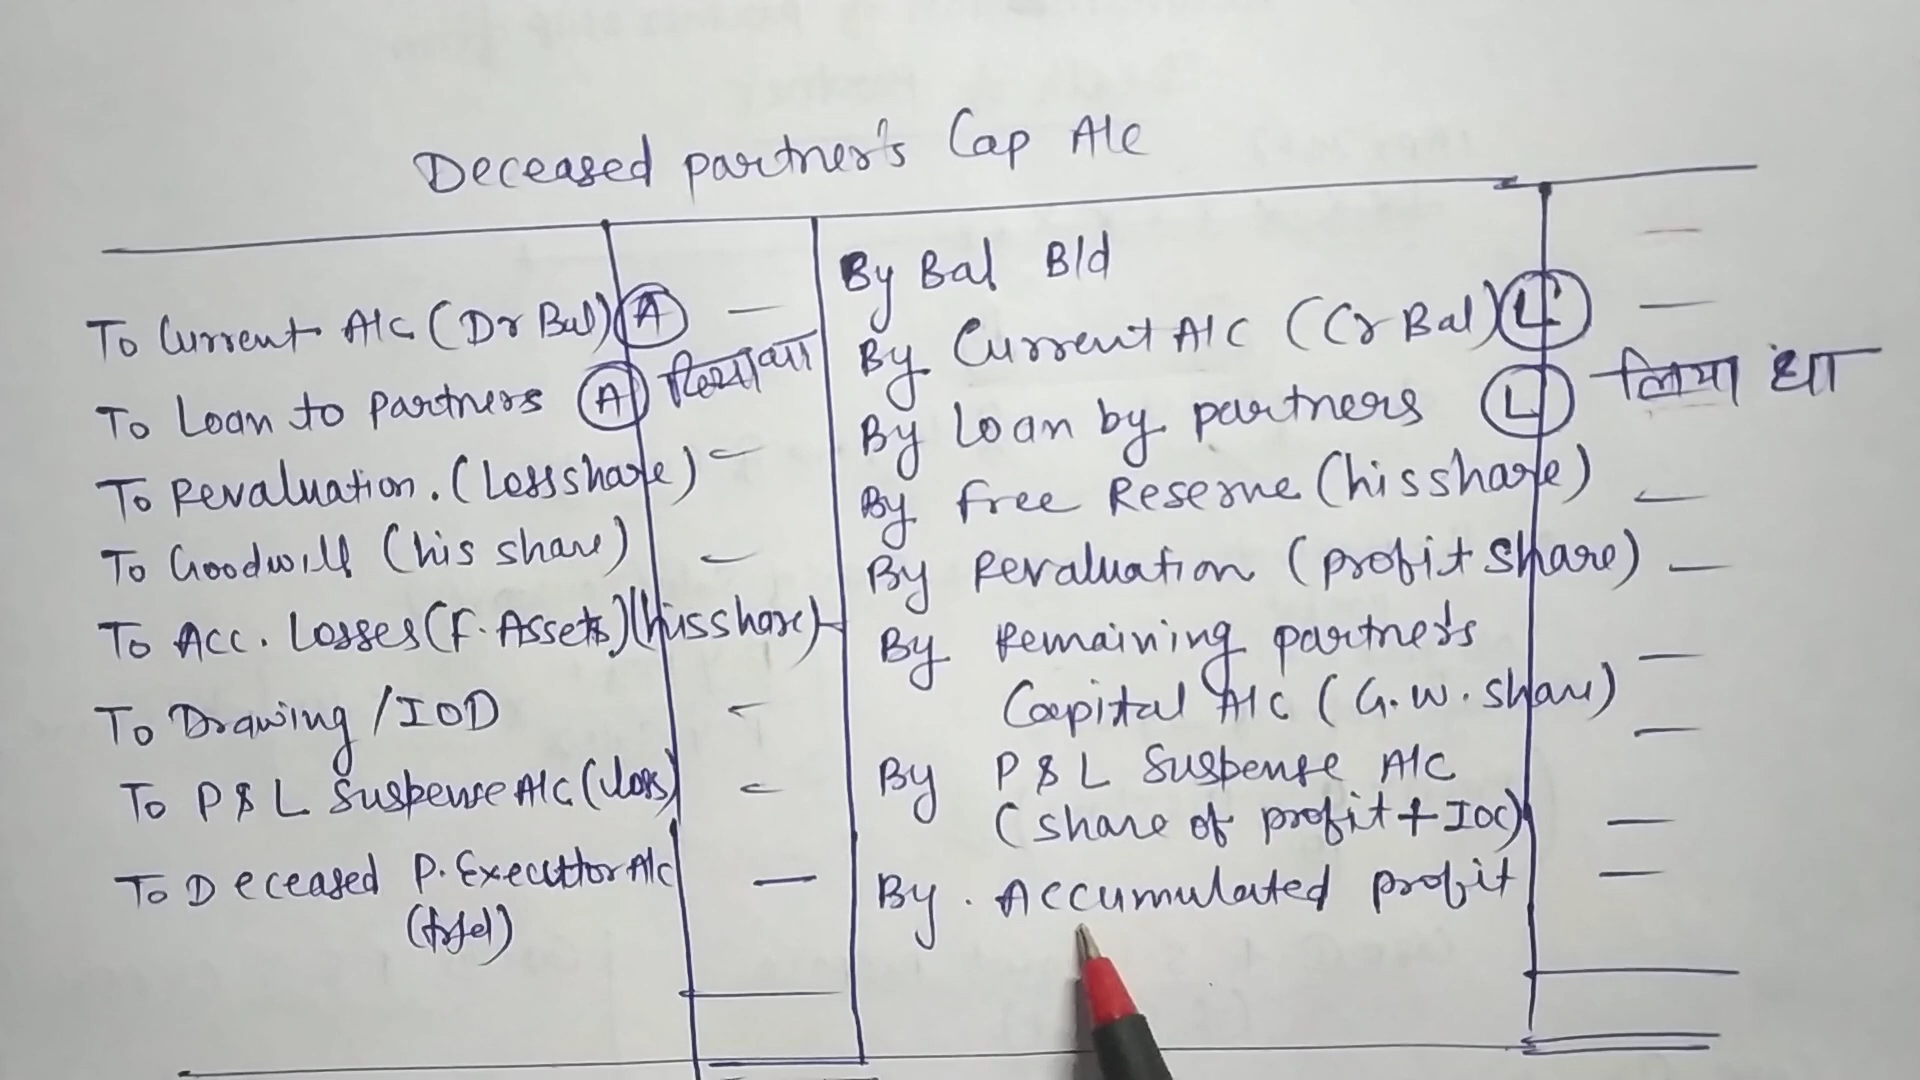 Deceased partner's Cap A/c
To Current A/c (Dr Bal) A
To Loan to partners A दिया था
To Revaluation. (Loss share)
To Goodwill (his share)
To Acc. Losses (F. Assets) (his share)
To Drawing /IOD
To P & L Suspense A/c (Loss)
To Deceased P. Executor A/c
(trfd)
By Bal B/d
By Current A/c (Cr Bal) L
By Loan by partners L लिया था
By free Reserve (his share)
By Revaluation (profit share)
By Remaining partner's
Capital A/c (G.W. share)
By P & L Suspense A/c
(share of profit + IOC)
By. Accumulated profit